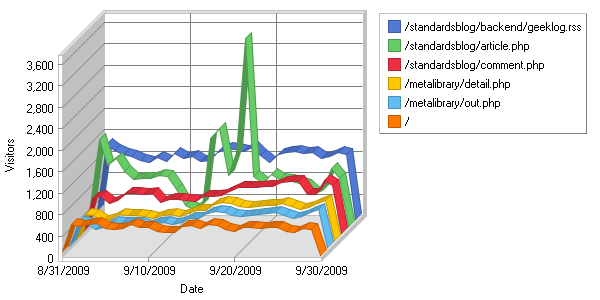 /standardsblog/backend/geeklog.rss
/standardsblog/article.php
/standardsblog/comment.php
/metalibrary/detail.php
/metalibrary/out.php
/
Visitors
3,600
3,200
2,800
2,400
2,000
1,600
1,200
800
400
0
8/31/2009 9/10/2009 9/20/2009 9/30/2009
Date